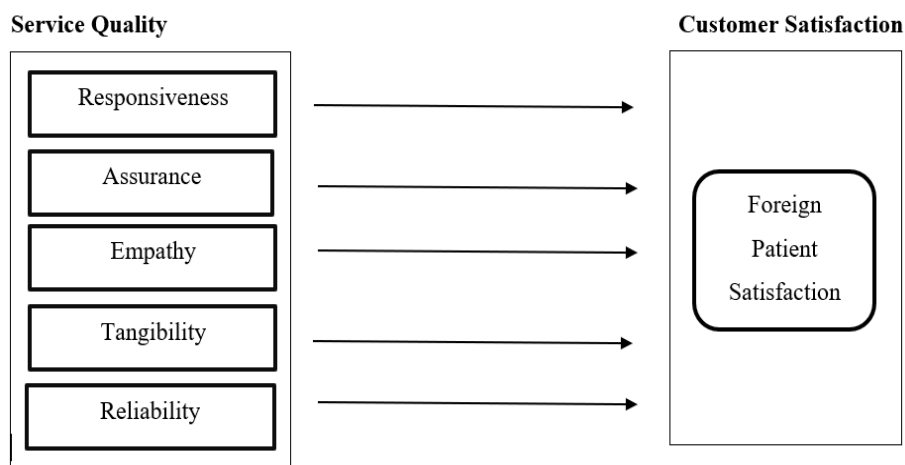 Service Quality
Customer Satisfaction
Responsiveness
Assurance
Empathy
Tangibility
Reliability
Foreign
Patient
Satisfaction